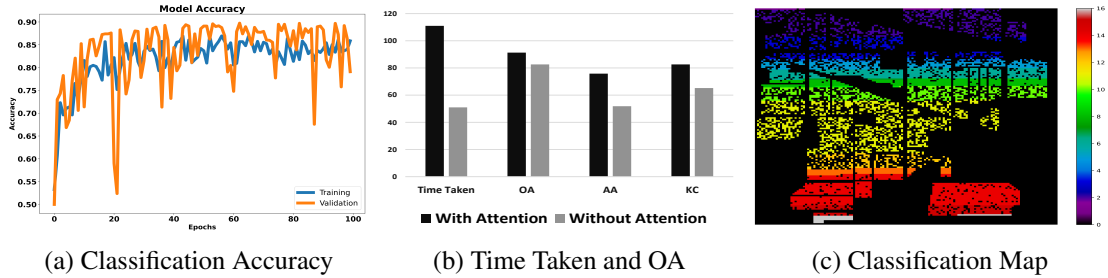 Model Accuracy
0.90
0.85
0.80
0.75
0.70
0.65
0.60
0.55
0.50
Accuracy
0
20
40
60
80
100
Epochs
Training
Validation
(a) Classification Accuracy
120
100
80
60
40
20
0
Time Taken
OA
AA
KC
With Attention
Without Attention
(b) Time Taken and OA
16
14
12
10
8
6
4
2
0
(c) Classification Map